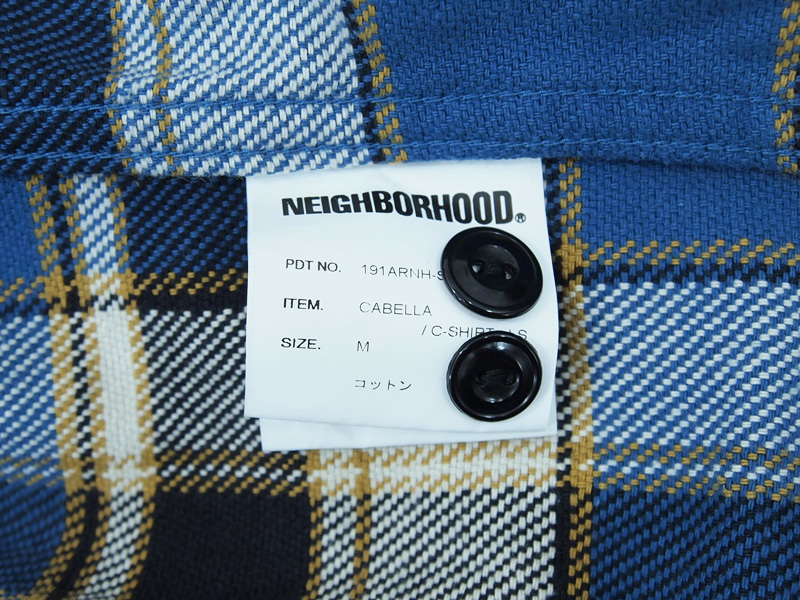 NEIGHBORHOOD®
PDT NO. 191ARNH-S
ITEM. CABELLA
/ C-SHIRT . LS
SIZE. M
コットン